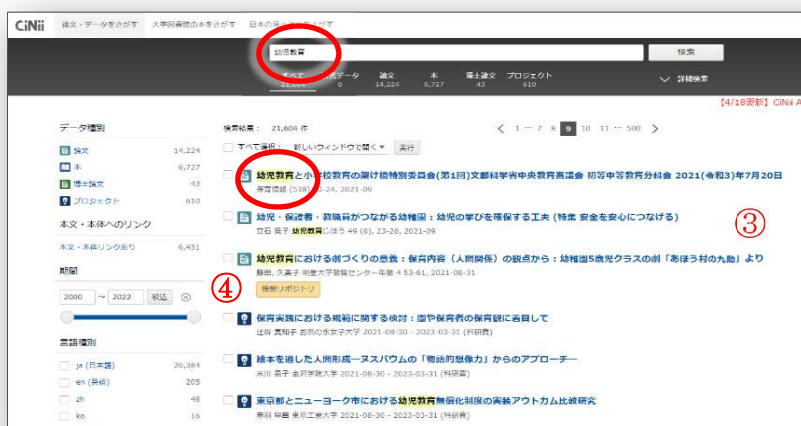 CiNii 論文・データをさがす 大学図書館の本をさがす 日本の博士論文をさがす
幼児教育 検索
すべて 研究データ 論文 本 博士論文 プロジェクト 詳細検索
21,604 0 14,224 6,727 43 610
【4/18更新】CiNii A
データ種別
論文 14,224
本 6,727
博士論文 43
プロジェクト 610
本文・本体へのリンク
本文・本体リンクあり 6,451
期間
2000 ~ 2022 絞込
言語種別
ja (日本語) 20,384
en (英語) 205
zh 48
ko 16
検索結果: 21,604 件 1 … 7 8 9 10 11 … 500
すべて選択: 新しいウィンドウで開く 実行
幼児教育と小学校教育の架け橋特別委員会(第1回)文部科学省中央教育審議会 初等中等教育分科会 2021(令和3)年7月20日
保育情報 (538) -24, 2021-09
幼児・保護者・教職員がつながる幼稚園 : 幼児の学びを確保する工夫 (特集 安全を安心につなげる)
立石 晃子 幼児教育じほう 49 (6), 23-26, 2021-09
③
幼児教育における劇づくりの意義 : 保育内容（人間関係）の観点から : 幼稚園5歳児クラスの劇「あほう村の九助」より
藤田, 久美子 明星大学教職センター年報 4 53-61, 2021-08-31
④
機関リポジトリ
保育実践における規範に関する検討：園や保育者の保育観に着目して
辻谷 真知子 お茶の水女子大学 2021-08-30 - 2023-03-31 (科研費)
絵本を通した人間形成―ヌスバウムの「物語的想像力」からのアプローチ―
米川 泉子 金沢学院大学 2021-08-30 - 2023-03-31 (科研費)
東京都とニューヨーク市における幼児教育無償化制度の実装アウトカム比較研究
赤羽 早苗 東京工業大学 2021-08-30 - 2023-03-31 (科研費)